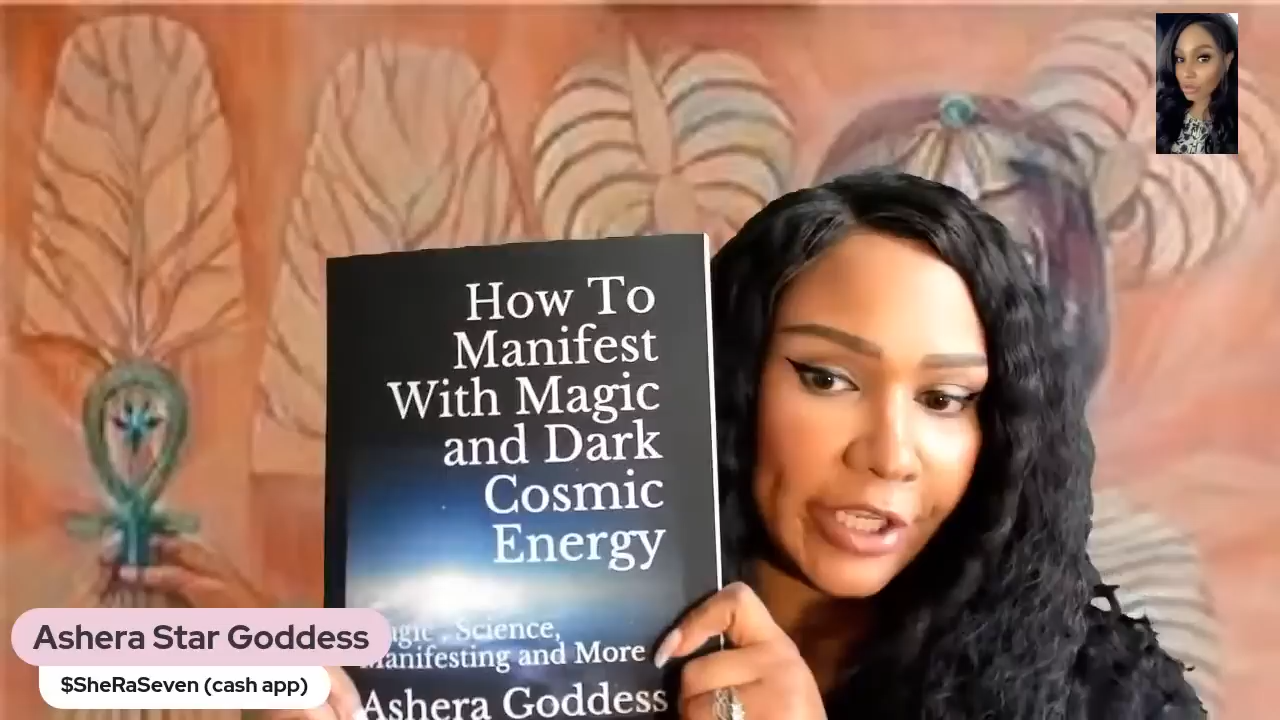 How To
Manifest
With Magic
and Dark
Cosmic
Energy
Science,
and More
Ashera Goddess
Ashera Star Goddess
$SheRaSeven (cash app)